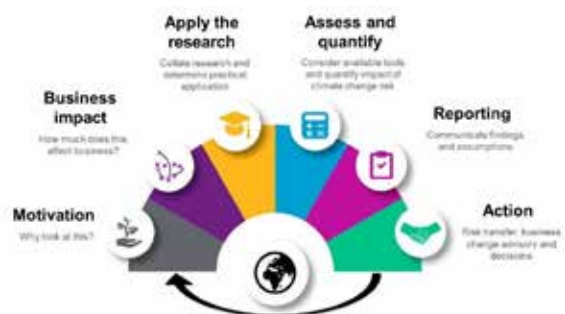 Motivation
Why look at this?
Business
impact
How much does this
affect business?
Apply the
research
Collate research and
determine practical
application
Assess and
quantify
Consider available tools
and quantify impact of
climate change risk
Reporting
Communicate findings
and assumptions
Action
Risk transfer, business
change advisory and
decisions